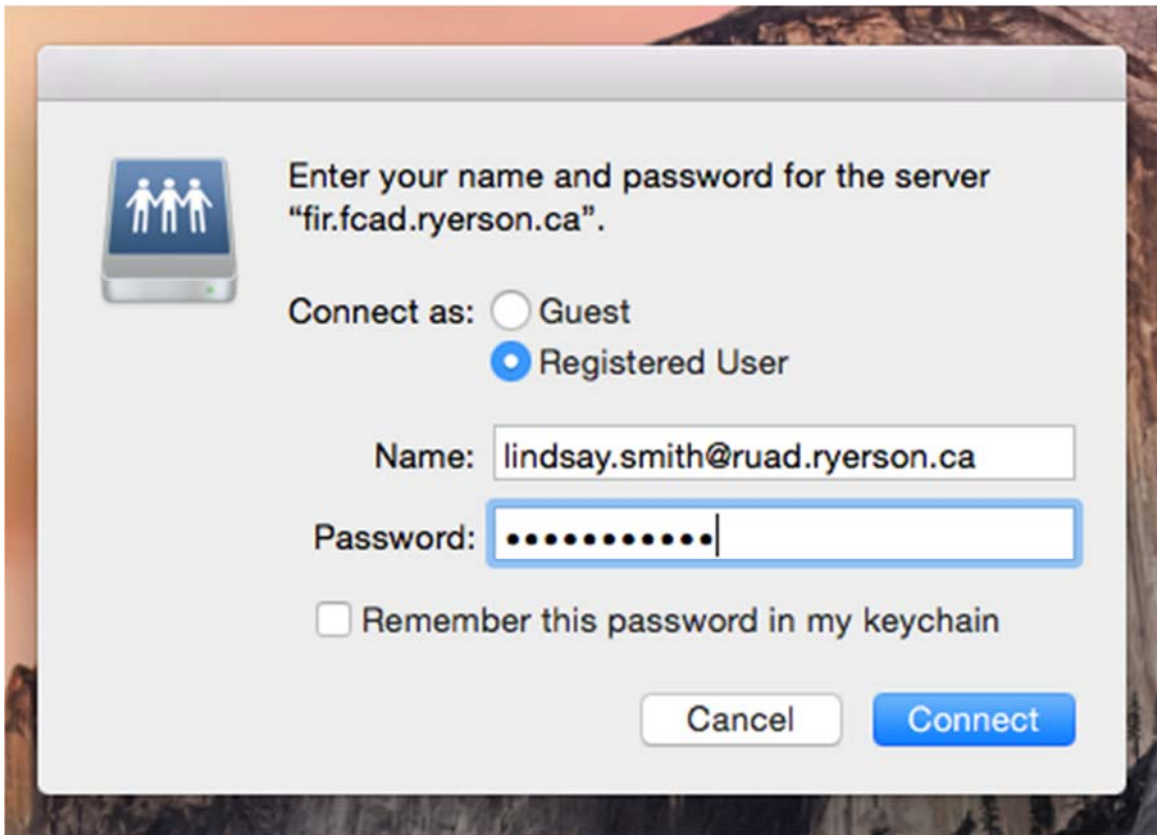 Enter your name and password for the server
“fir.fcad.ryerson.ca”.
Connect as: Guest
Registered User
Name: lindsay.smith@ruad.ryerson.ca
Password: •••••••••••
Remember this password in my keychain
Cancel Connect